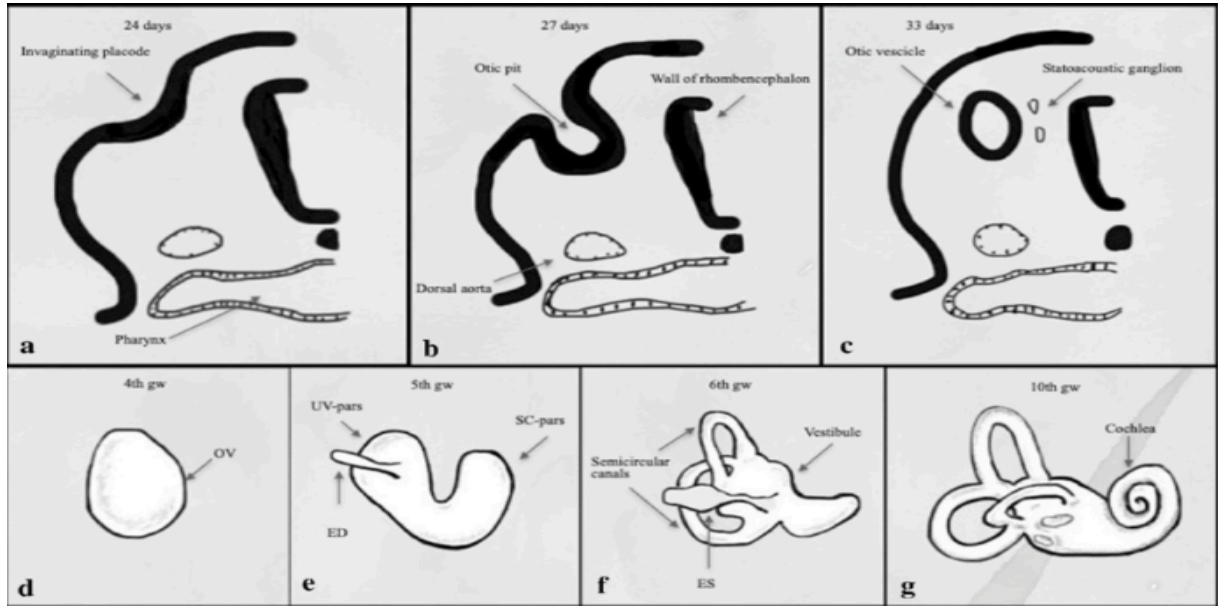 24 days
Invaginating placode
Pharynx
a
27 days
Otic pit
Wall of rhombencephalon
Dorsal aorta
b
33 days
Otic vescicle
Statoacoustic ganglion
c
4th gw
OV
d
5th gw
UV-pars
SC-pars
ED
e
6th gw
Vestibule
Semicircular
canals
ES
f
10th gw
Cochlea
g